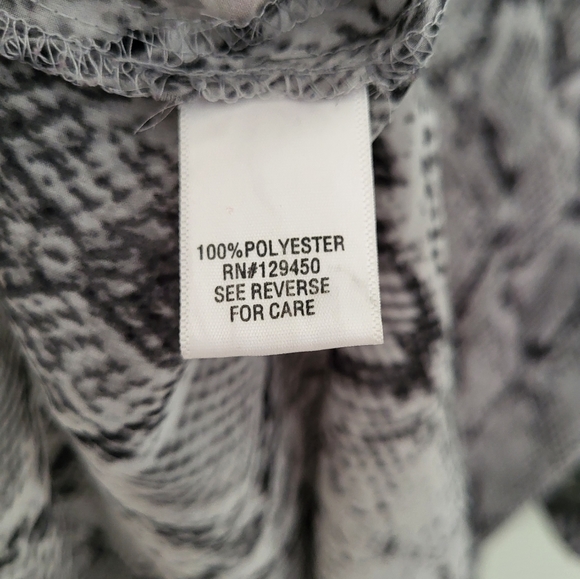 100%POLYESTER
RN#129450
SEE REVERSE
FOR CARE